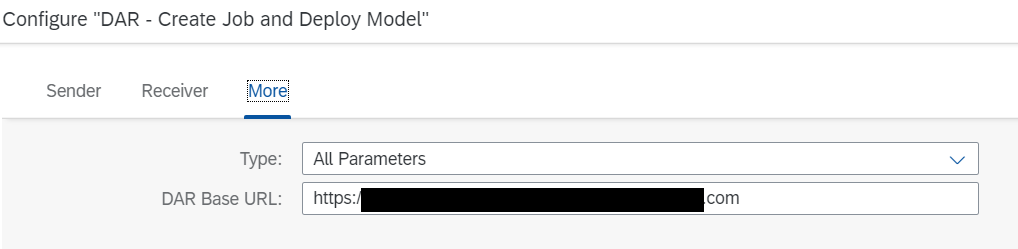 Configure "DAR - Create Job and Deploy Model"
Sender Receiver More
Type: All Parameters
DAR Base URL: https:/ .com